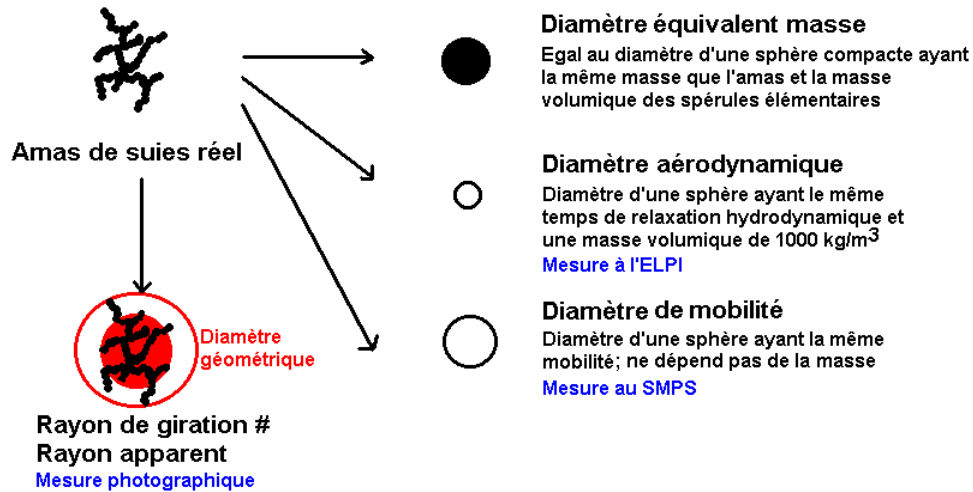 Diamètre équivalent masse
Egal au diamètre d'une sphère compacte ayant
la même masse que l'amas et la masse
volumique des spérules élémentaires
Amas de suies réel
Diamètre aérodynamique
Diamètre d'une sphère ayant le même
temps de relaxation hydrodynamique et
une masse volumique de 1000 kg/m³
Mesure à l'ELPI
Diamètre de mobilité
Diamètre d'une sphère ayant la même
mobilité; ne dépend pas de la masse
Mesure au SMPS
Diamètre
géométrique
Rayon de giration #
Rayon apparent
Mesure photographique